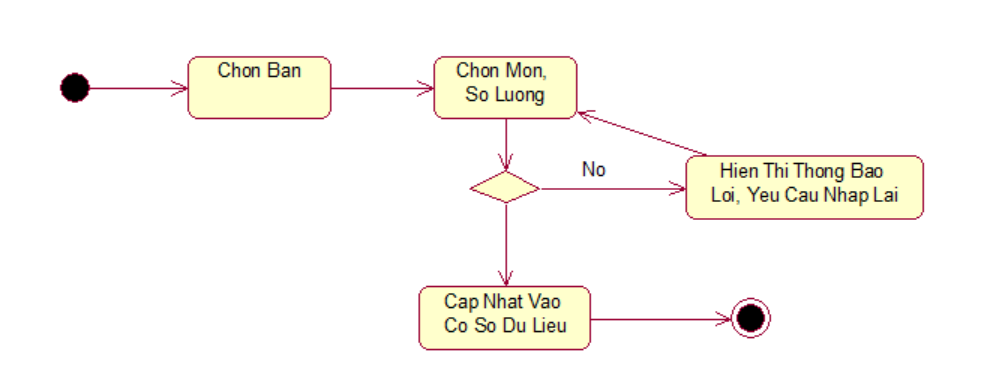 Chon Ban
Chon Mon,
So Luong
No
Hien Thi Thong Bao
Loi, Yeu Cau Nhap Lai
Cap Nhat Vao
Co So Du Lieu